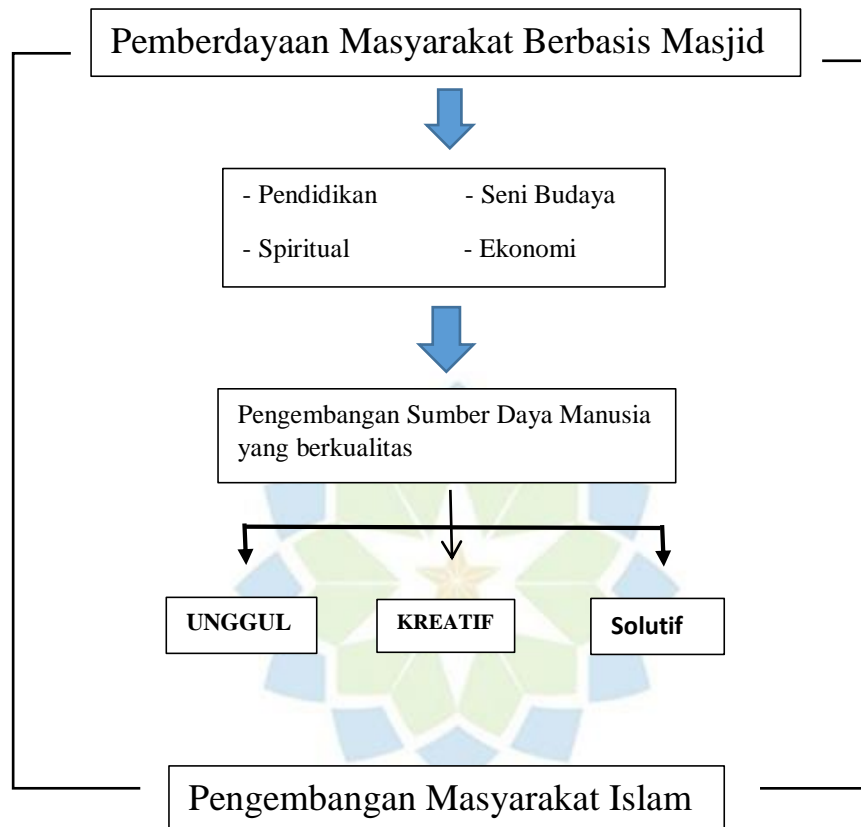 Pemberdayaan Masyarakat Berbasis Masjid
- Pendidikan - Seni Budaya
- Spiritual - Ekonomi
Pengembangan Sumber Daya Manusia
yang berkualitas
UNGGUL KREATIF Solutif
Pengembangan Masyarakat Islam